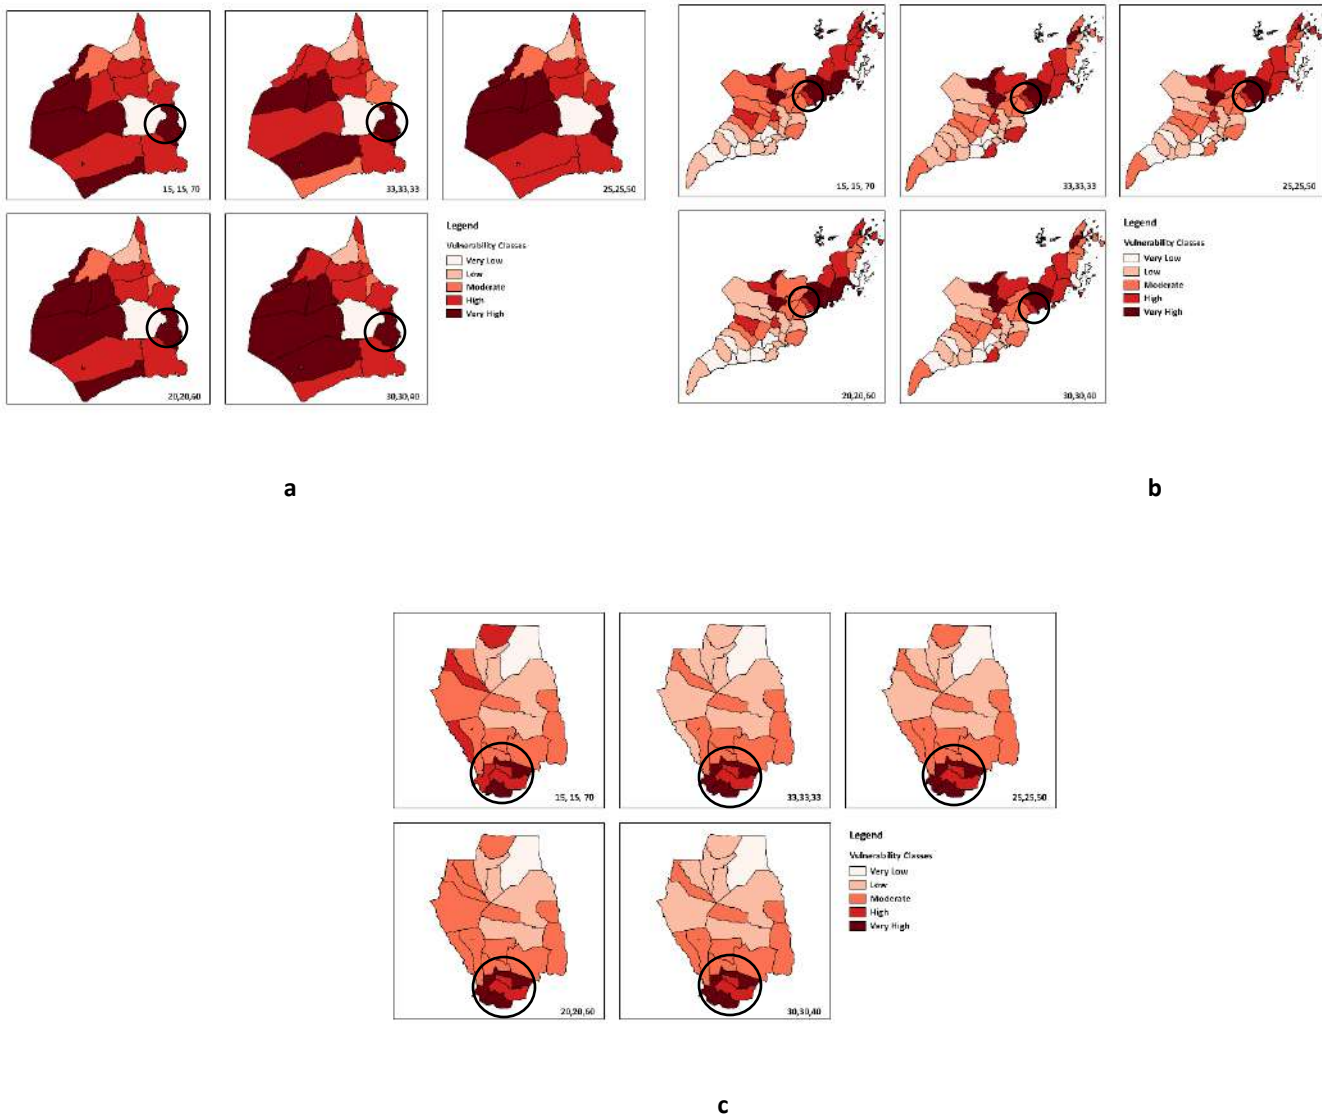 15, 15, 70
33,33,33
25,25,50
20,20,60
30,30,40
Legend
Vulnerability Classes
Very Low
Low
Moderate
High
Very High
a
15, 15, 70
33,33,33
25,25,50
20,20,60
30,30,40
Legend
Vulnerability Classes
Very Low
Low
Moderate
High
Very High
b
15, 15, 70
33,33,33
25,25,50
20,20,60
30,30,40
Legend
Vulnerability Classes
Very Low
Low
Moderate
High
Very High
c